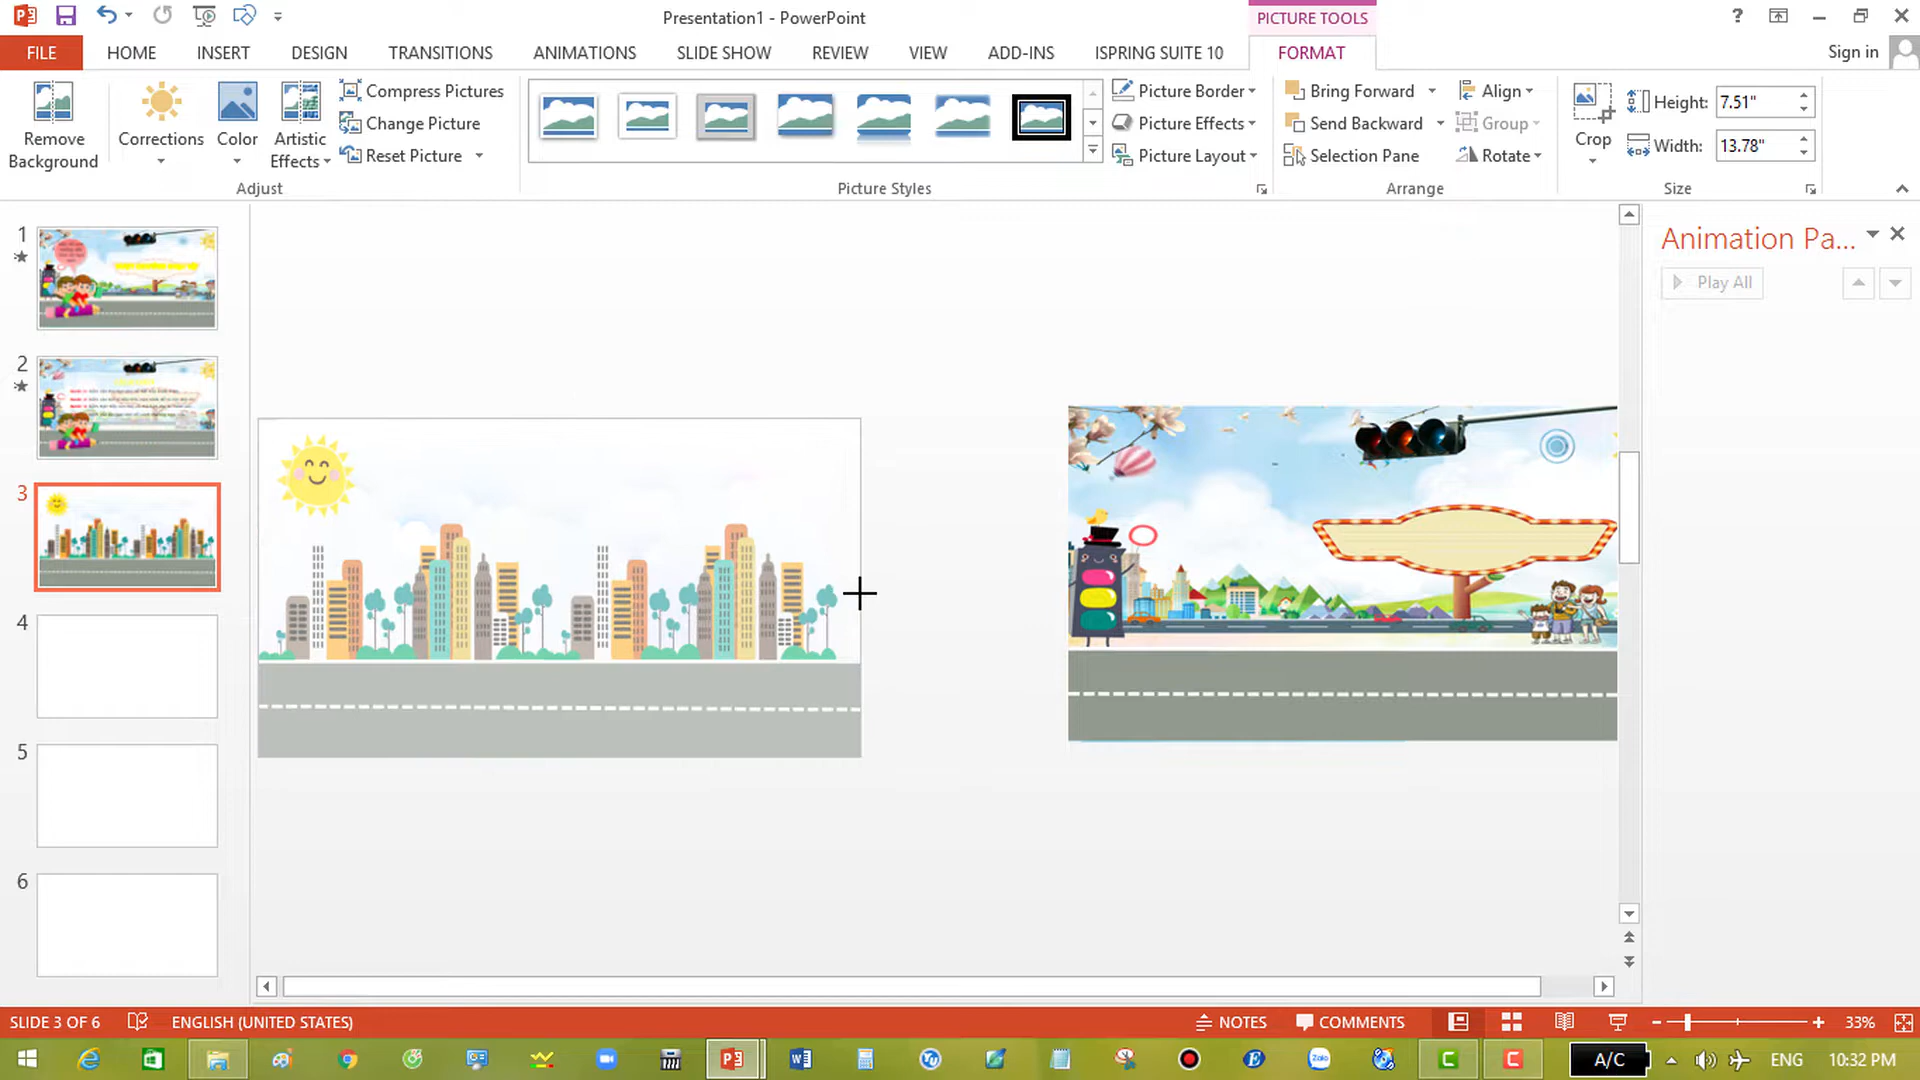 Presentation1 - PowerPoint
PICTURE TOOLS
?
FILE HOME INSERT DESIGN TRANSITIONS ANIMATIONS SLIDE SHOW REVIEW VIEW ADD-INS ISPRING SUITE 10 FORMAT
Sign in
Remove Background
Corrections
Color
Artistic Effects
Compress Pictures
Change Picture
Reset Picture
Adjust
Picture Border
Picture Effects
Picture Layout
Picture Styles
Bring Forward
Send Backward
Selection Pane
Align
Group
Rotate
Arrange
Crop
Height: 7.51"
Width: 13.78"
Size
1
2
3
4
5
6
Animation Pa...
Play All
SLIDE 3 OF 6
ENGLISH (UNITED STATES)
NOTES
COMMENTS
33%
A/C
ENG
10:32 PM